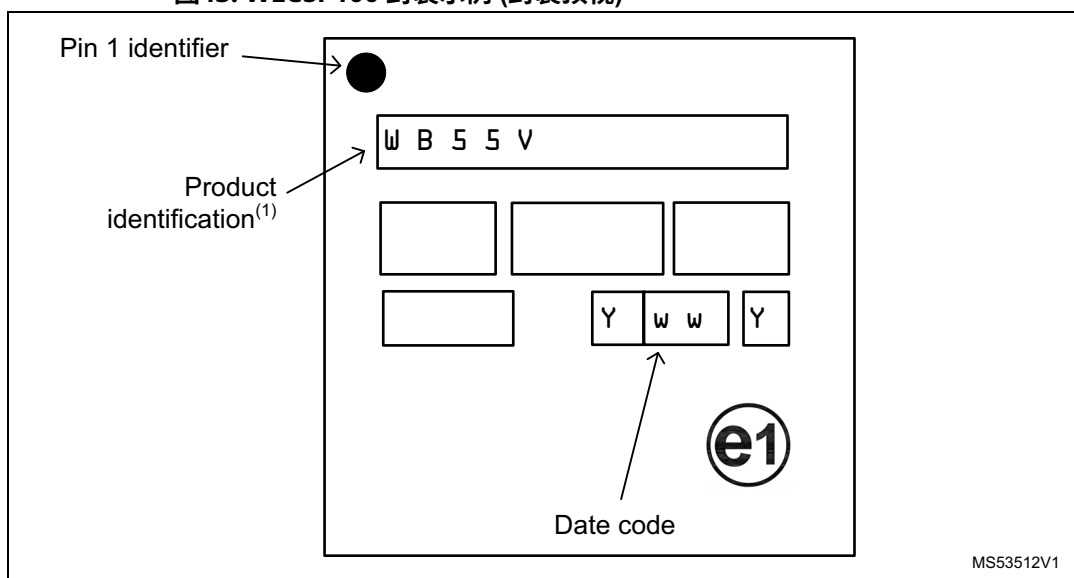 Pin 1 identifier
W B 5 5 V
Product
identification(1)
Y w w Y
e1
Date code
MS53512V1